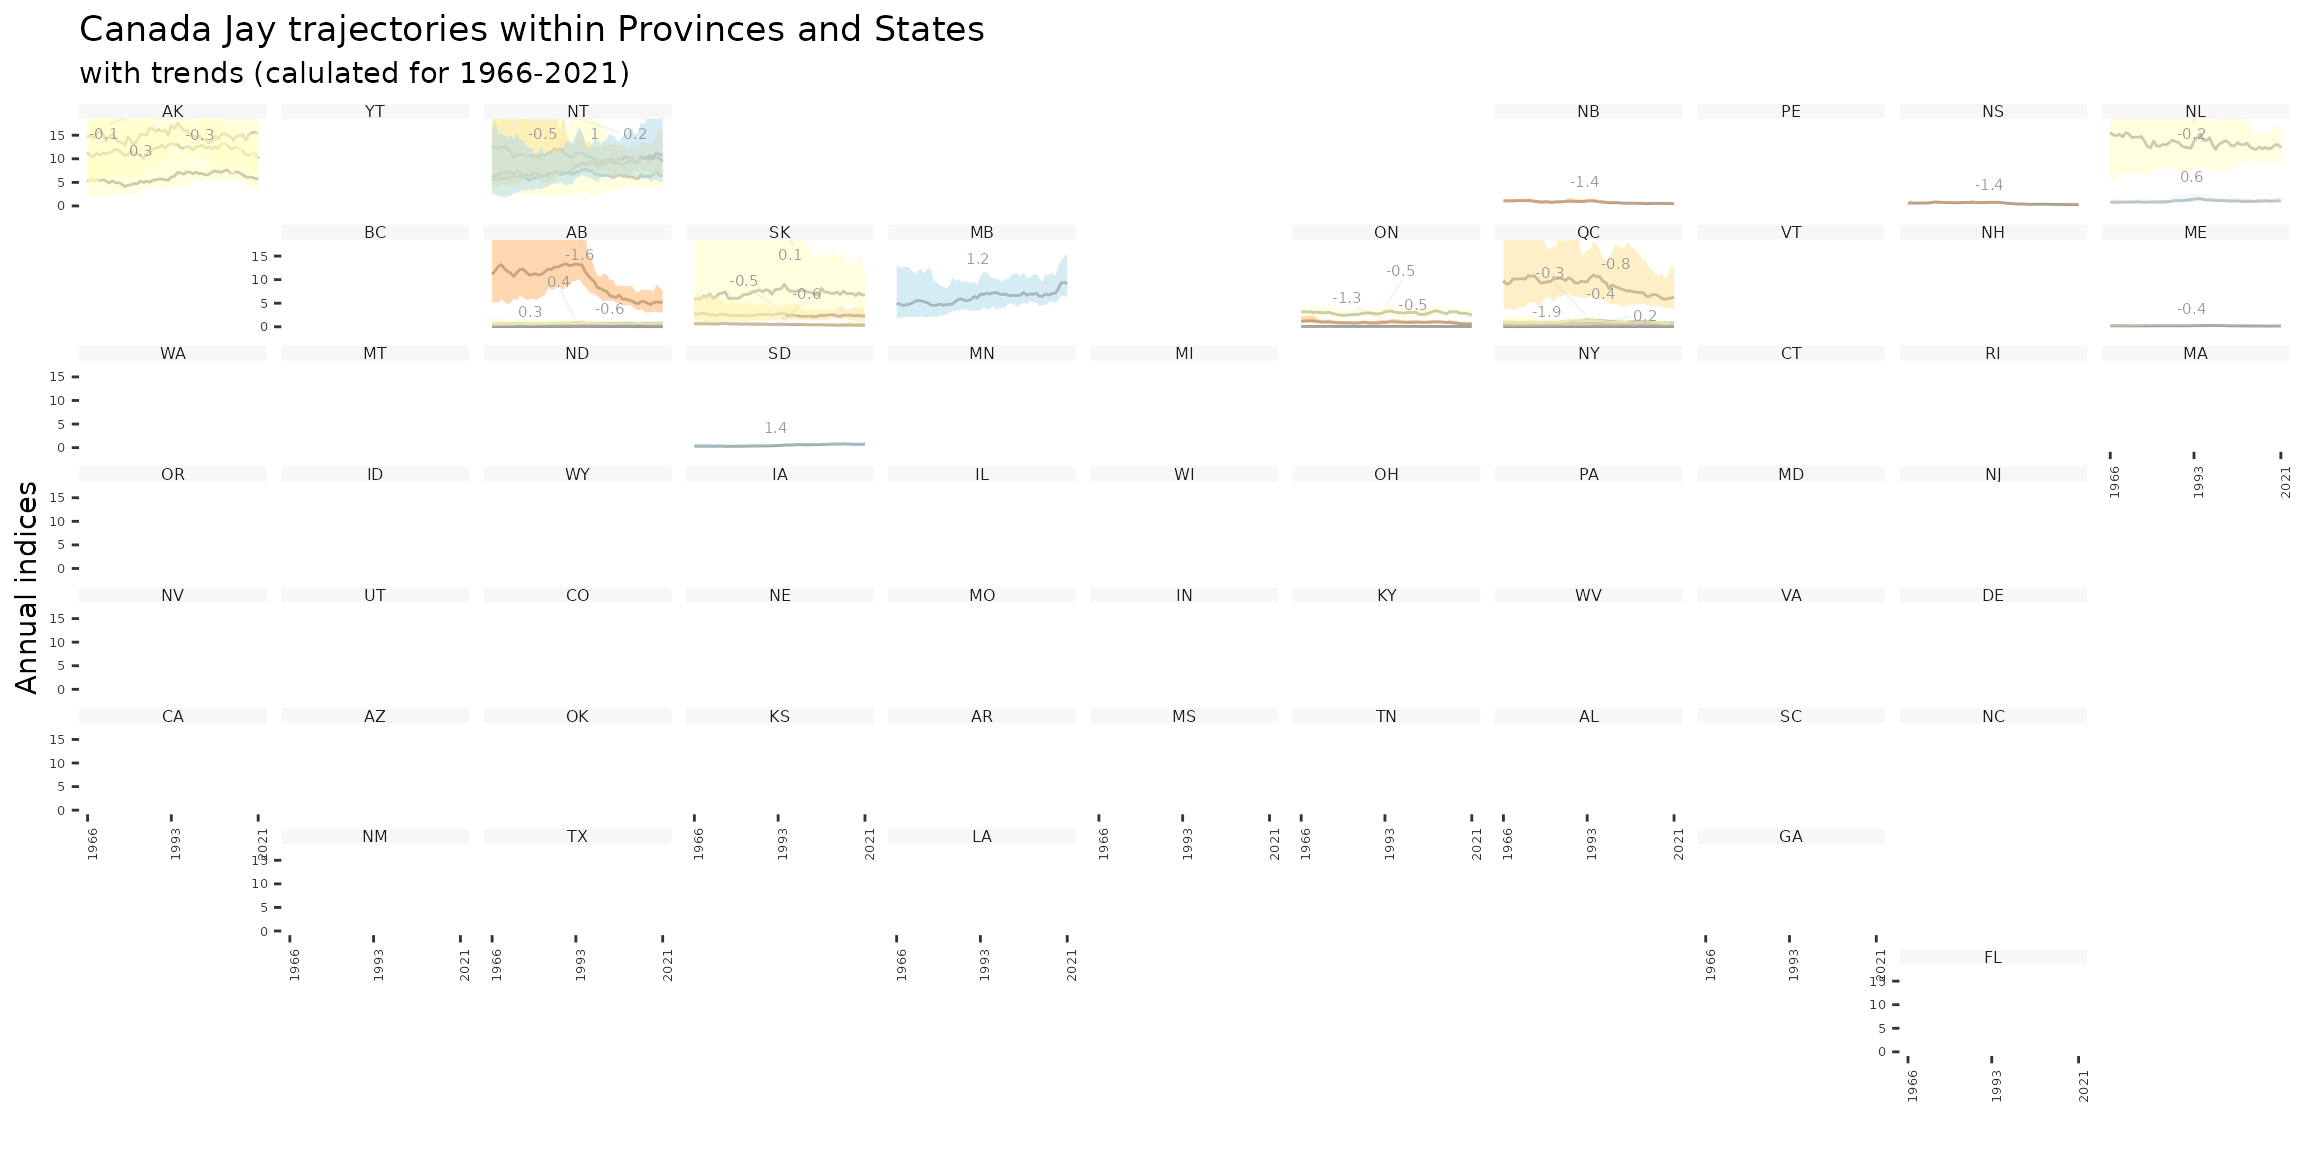 Canada Jay trajectories within Provinces and States
with trends (calulated for 1966-2021)
Annual indices
AK YT NT NB PE NS NL
15 -0.1 -0.3 -0.5 1 0.2 -0.2
10 0.3
5 -1.4 -1.4 0.6
0
BC AB SK MB ON QC VT NH ME
15 -1.6 0.1 1.2
10 0.4 -0.5 -0.6 -0.5 -0.3 -0.8
5 0.3 -0.6 -1.3 -0.5 -0.4 -1.9 0.2 -0.4
0
WA MT ND SD MN MI NY CT RI MA
15
10
5 1.4
0
1966 1993 2021
OR ID WY IA IL WI OH PA MD NJ
15
10
5
0
NV UT CO NE MO IN KY WV VA DE
15
10
5
0
CA AZ OK KS AR MS TN AL SC NC
15
10
5
0
1966 1993 2021 1966 1993 2021 1966 1993 2021 1966 1993 2021 1966 1993 2021
NM TX LA GA
15
10
5
0
1966 1993 2021 1966 1993 2021 1966 1993 2021 1966 1993 2021
FL
15
10
5
0
1966 1993 2021